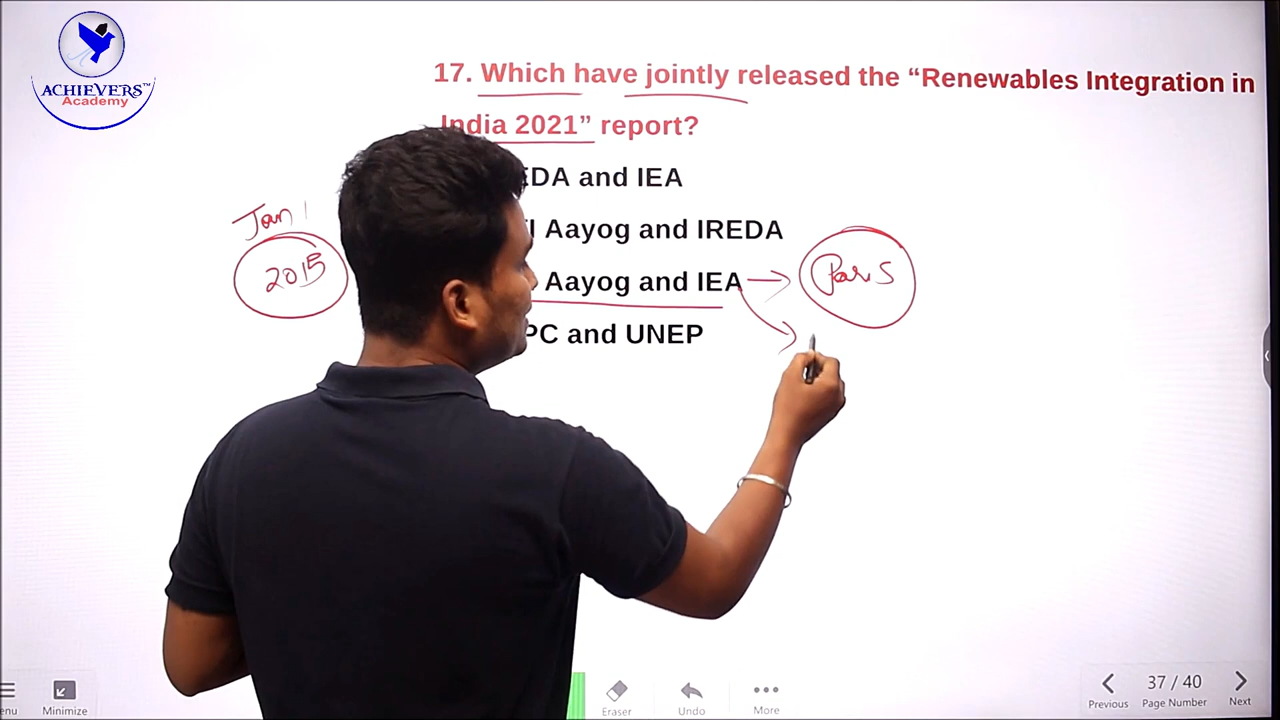 ACHIEVERS™
Academy
17. Which have jointly released the “Renewables Integration in
India 2021” report?
EDA and IEA
I Aayog and IREDA
Aayog and IEA
PC and UNEP
Jan 1
2015
Paris
Minimize
Eraser
Undo
More
37 / 40
Previous
Page Number
Next